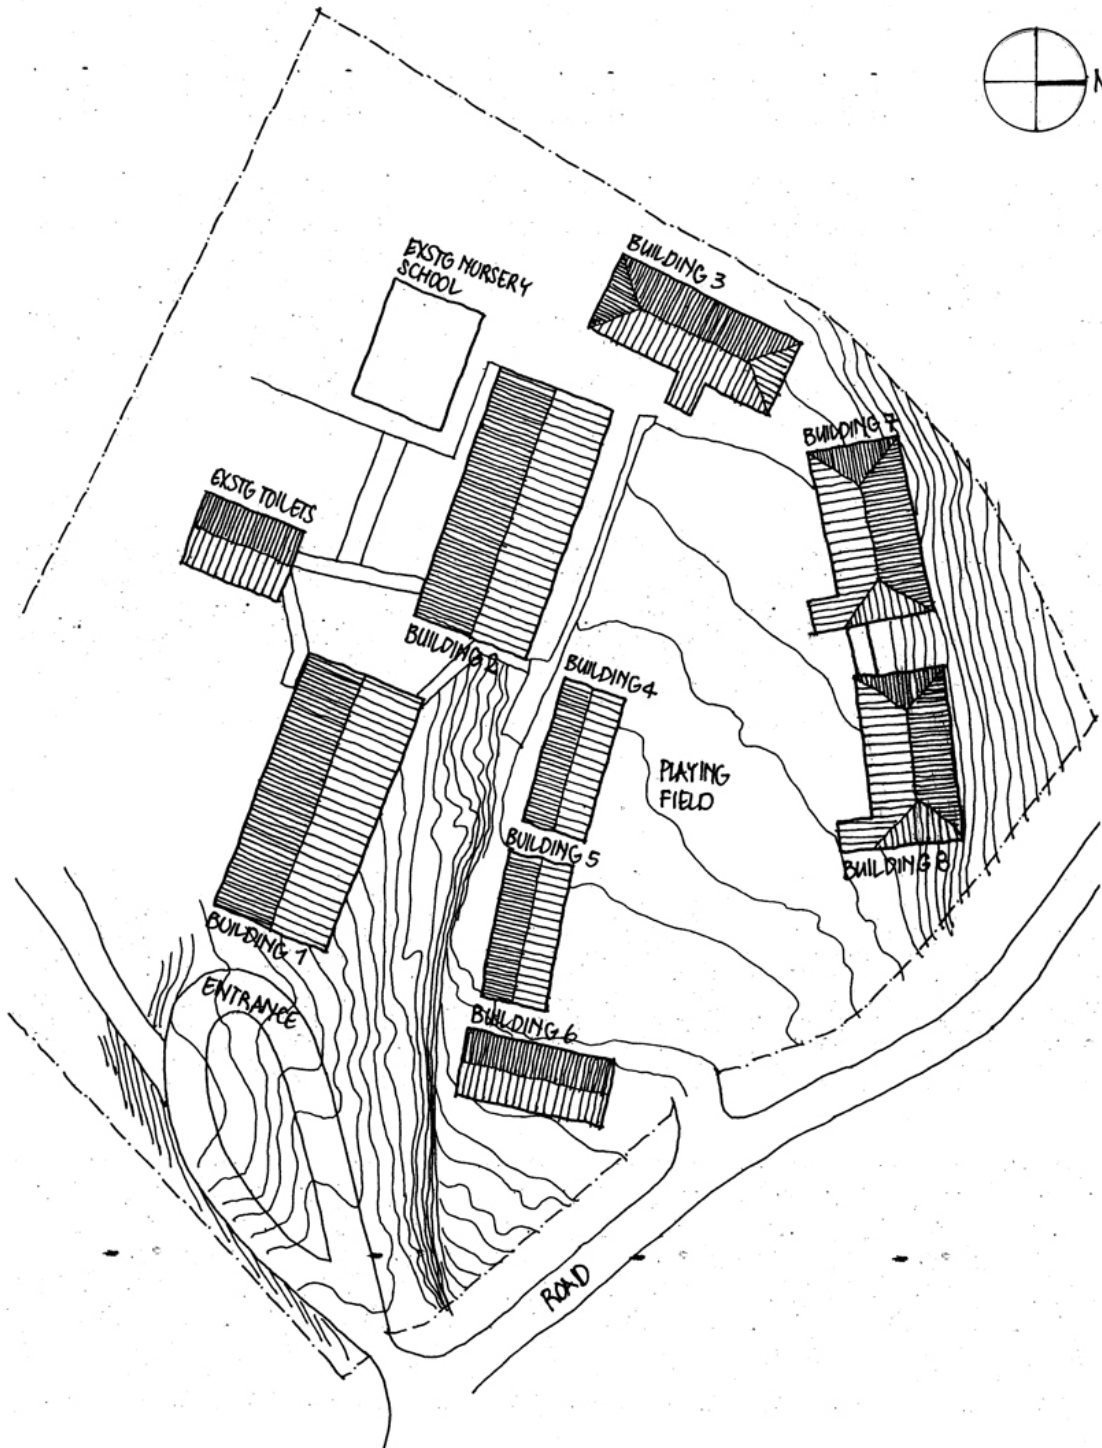 N
BUILDING 3
EXSTG NURSERY
SCHOOL
BUILDING 7
EXSTG TOILETS
BUILDING 2
BUILDING 4
PLAYING
FIELD
BUILDING 5
BUILDING 8
BUILDING 1
ENTRANCE
BUILDING 6
ROAD